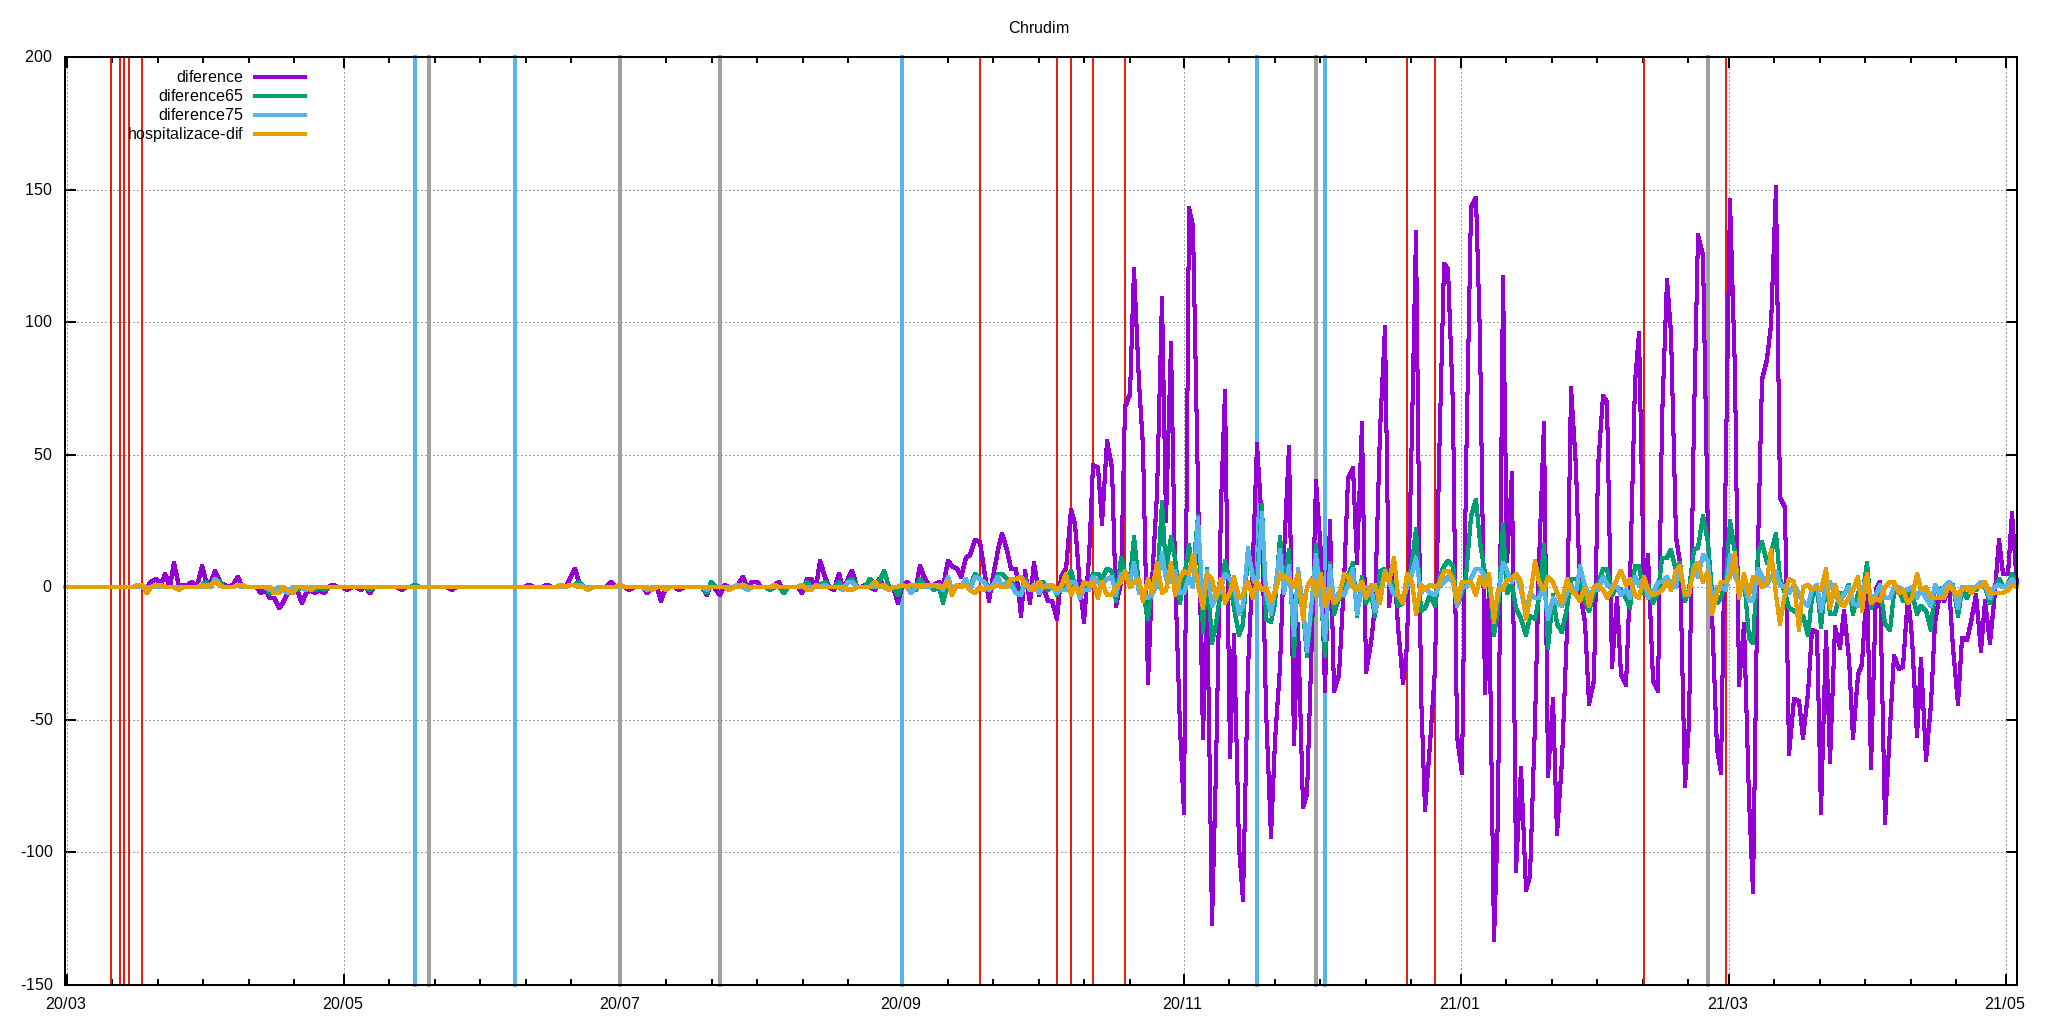 Chrudim
200
150
100
50
0
-50
-100
-150
diference
diference65
diference75
hospitalizace-dif
20/03 20/05 20/07 20/09 20/11 21/01 21/03 21/05